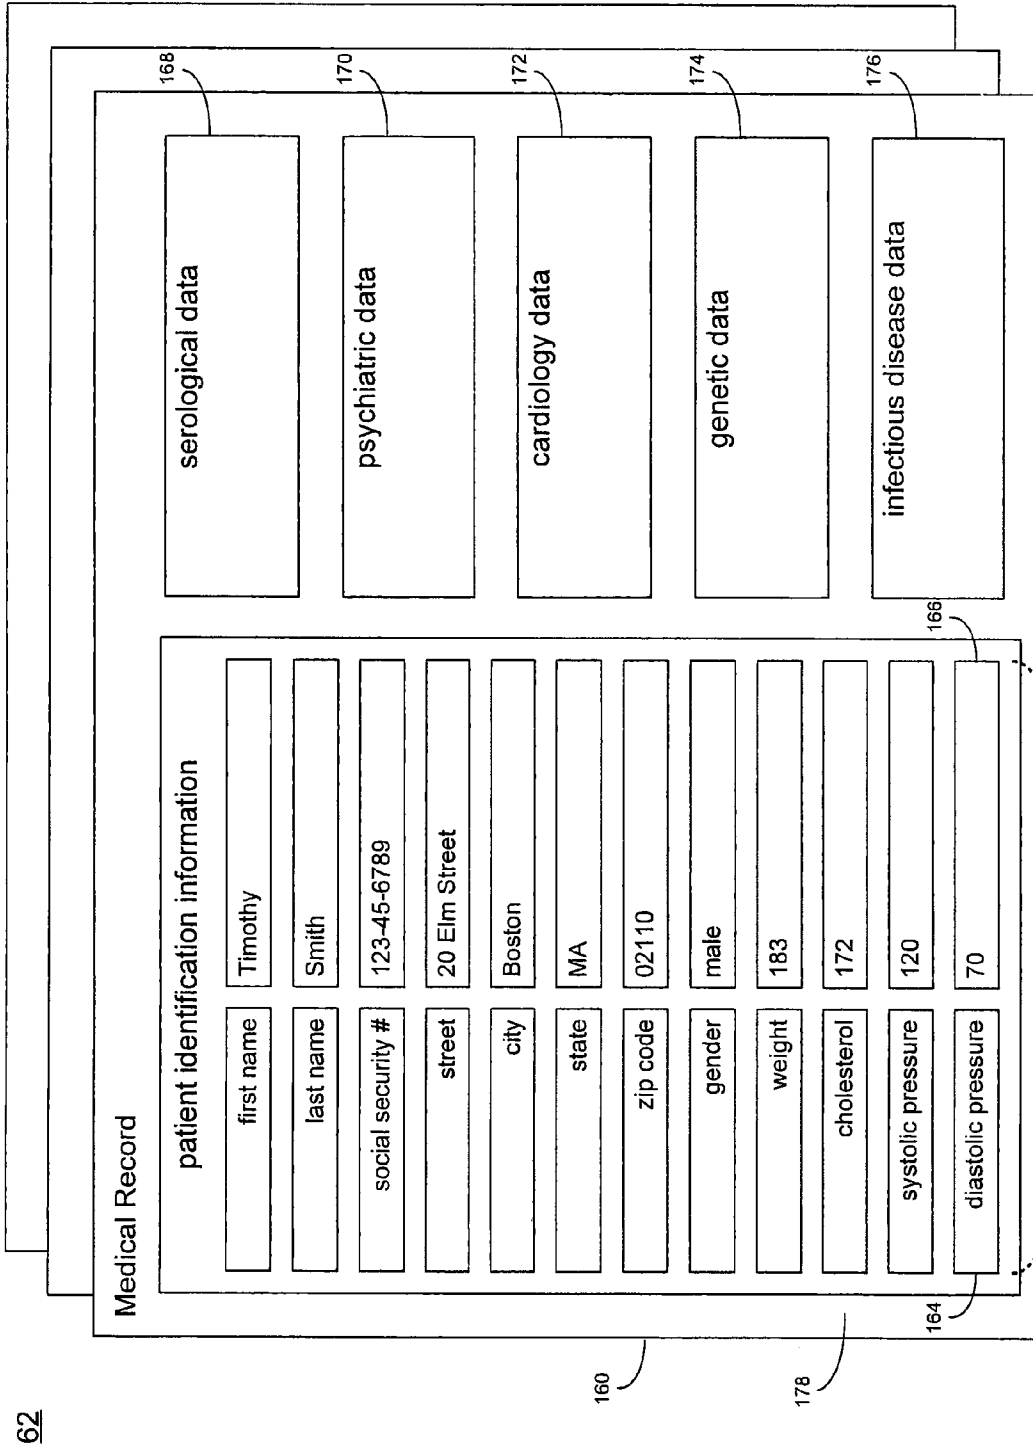 62
Medical Record
patient identification information
first name Timothy
last name Smith
social security # 123-45-6789
street 20 Elm Street
city Boston
state MA
zip code 02110
gender male
weight 183
cholesterol 172
systolic pressure 120
diastolic pressure 70
serological data
psychiatric data
cardiology data
genetic data
infectious disease data
160
178
164
166
168
170
172
174
176